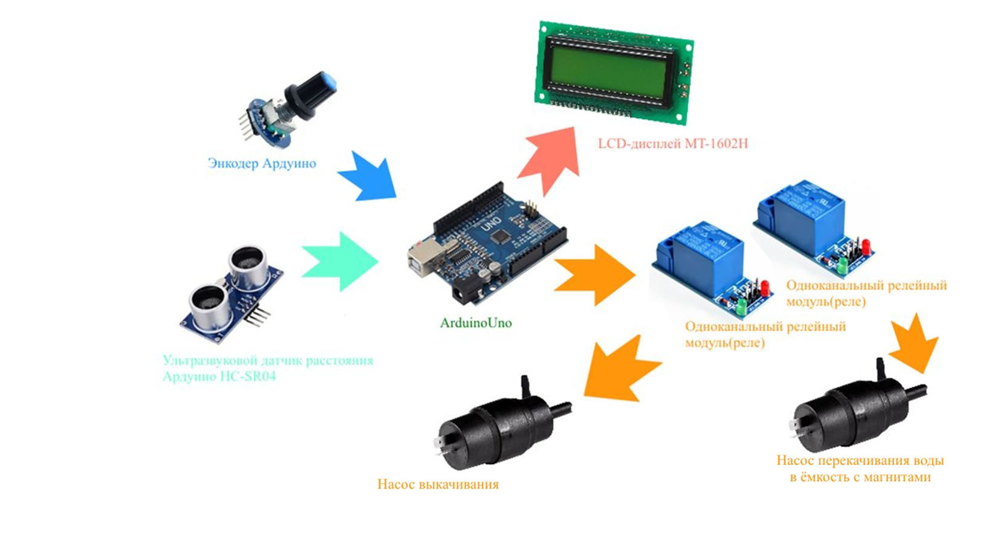 LCD-дисплей MT-1602H
Энкодер Ардуино
UNO
Одноканальный релейный
модуль(реле)
ArduinoUno
Одноканальный релейный
модуль(реле)
Ультразвуковой датчик расстояния
Ардуино HC-SR04
Насос перекачивания воды
в ёмкость с магнитами
Насос выкачивания